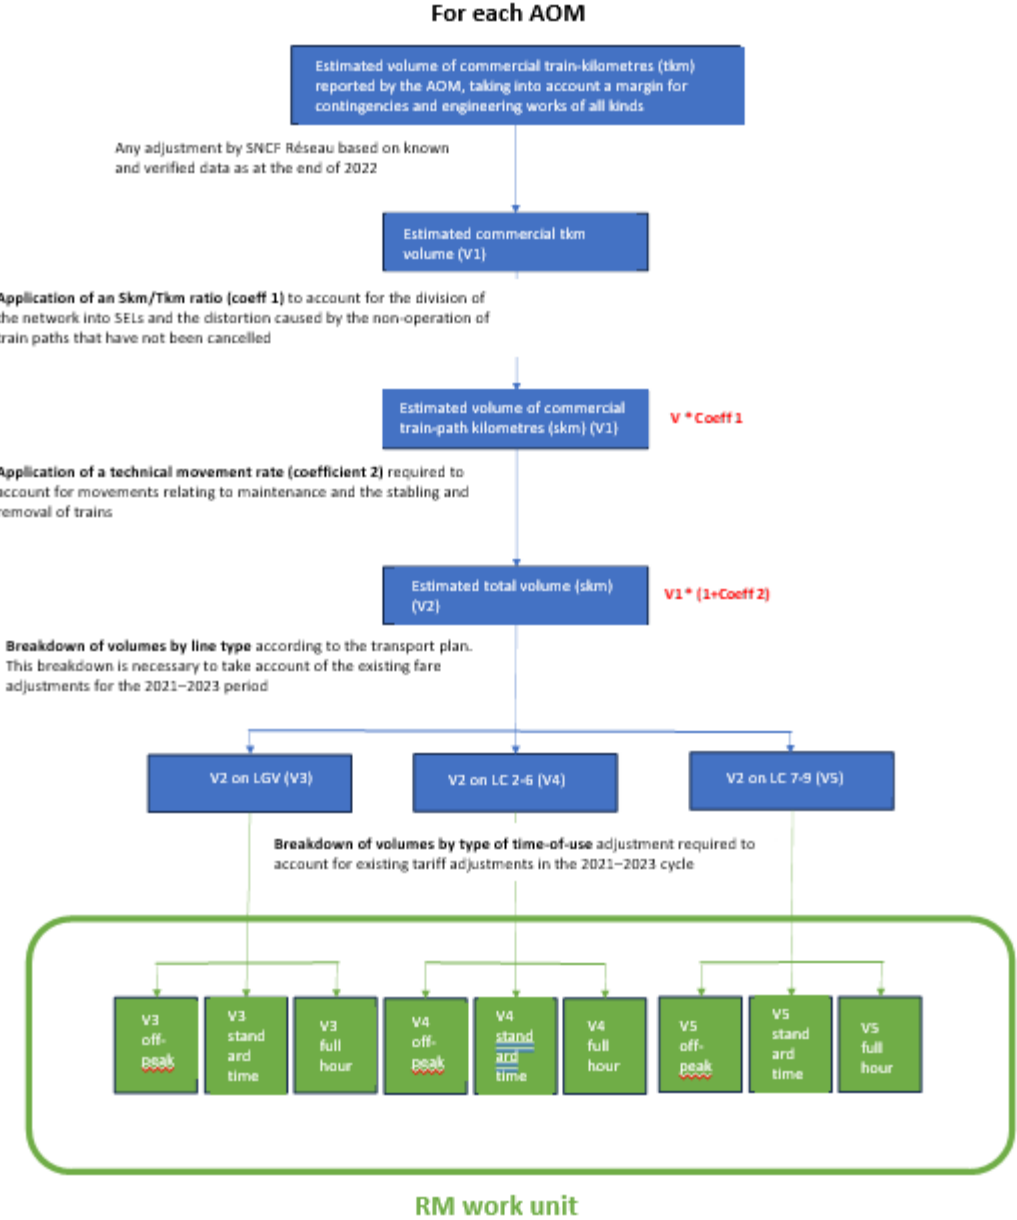 For each AOM
Estimated volume of commercial train-kilometres (tkm)
reported by the AOM, taking into account a margin for
contingencies and engineering works of all kinds
Any adjustment by SNCF Réseau based on known
and verified data as at the end of 2022
Estimated commercial tkm
volume (V1)
Application of an Skm/Tkm ratio (coeff 1) to account for the division of
the network into SELs and the distortion caused by the non-operation of
train paths that have not been cancelled
Estimated volume of commercial
train-path kilometres (skm) (V1)
V * Coeff 1
Application of a technical movement rate (coefficient 2) required to
account for movements relating to maintenance and the stabling and
removal of trains
Estimated total volume (skm)
(V2)
V1 * (1+Coeff 2)
Breakdown of volumes by line type according to the transport plan.
This breakdown is necessary to take account of the existing fare
adjustments for the 2021–2023 period
V2 on LGV (V3)
V2 on LC 2-6 (V4)
V2 on LC 7-9 (V5)
Breakdown of volumes by type of time-of-use adjustment required to
account for existing tariff adjustments in the 2021–2023 cycle
V3
off-
peak
V3
stand
ard
time
V3
full
hour
V4
off-
peak
V4
stand
ard
time
V4
full
hour
V5
off-
peak
V5
stand
ard
time
V5
full
hour
RM work unit